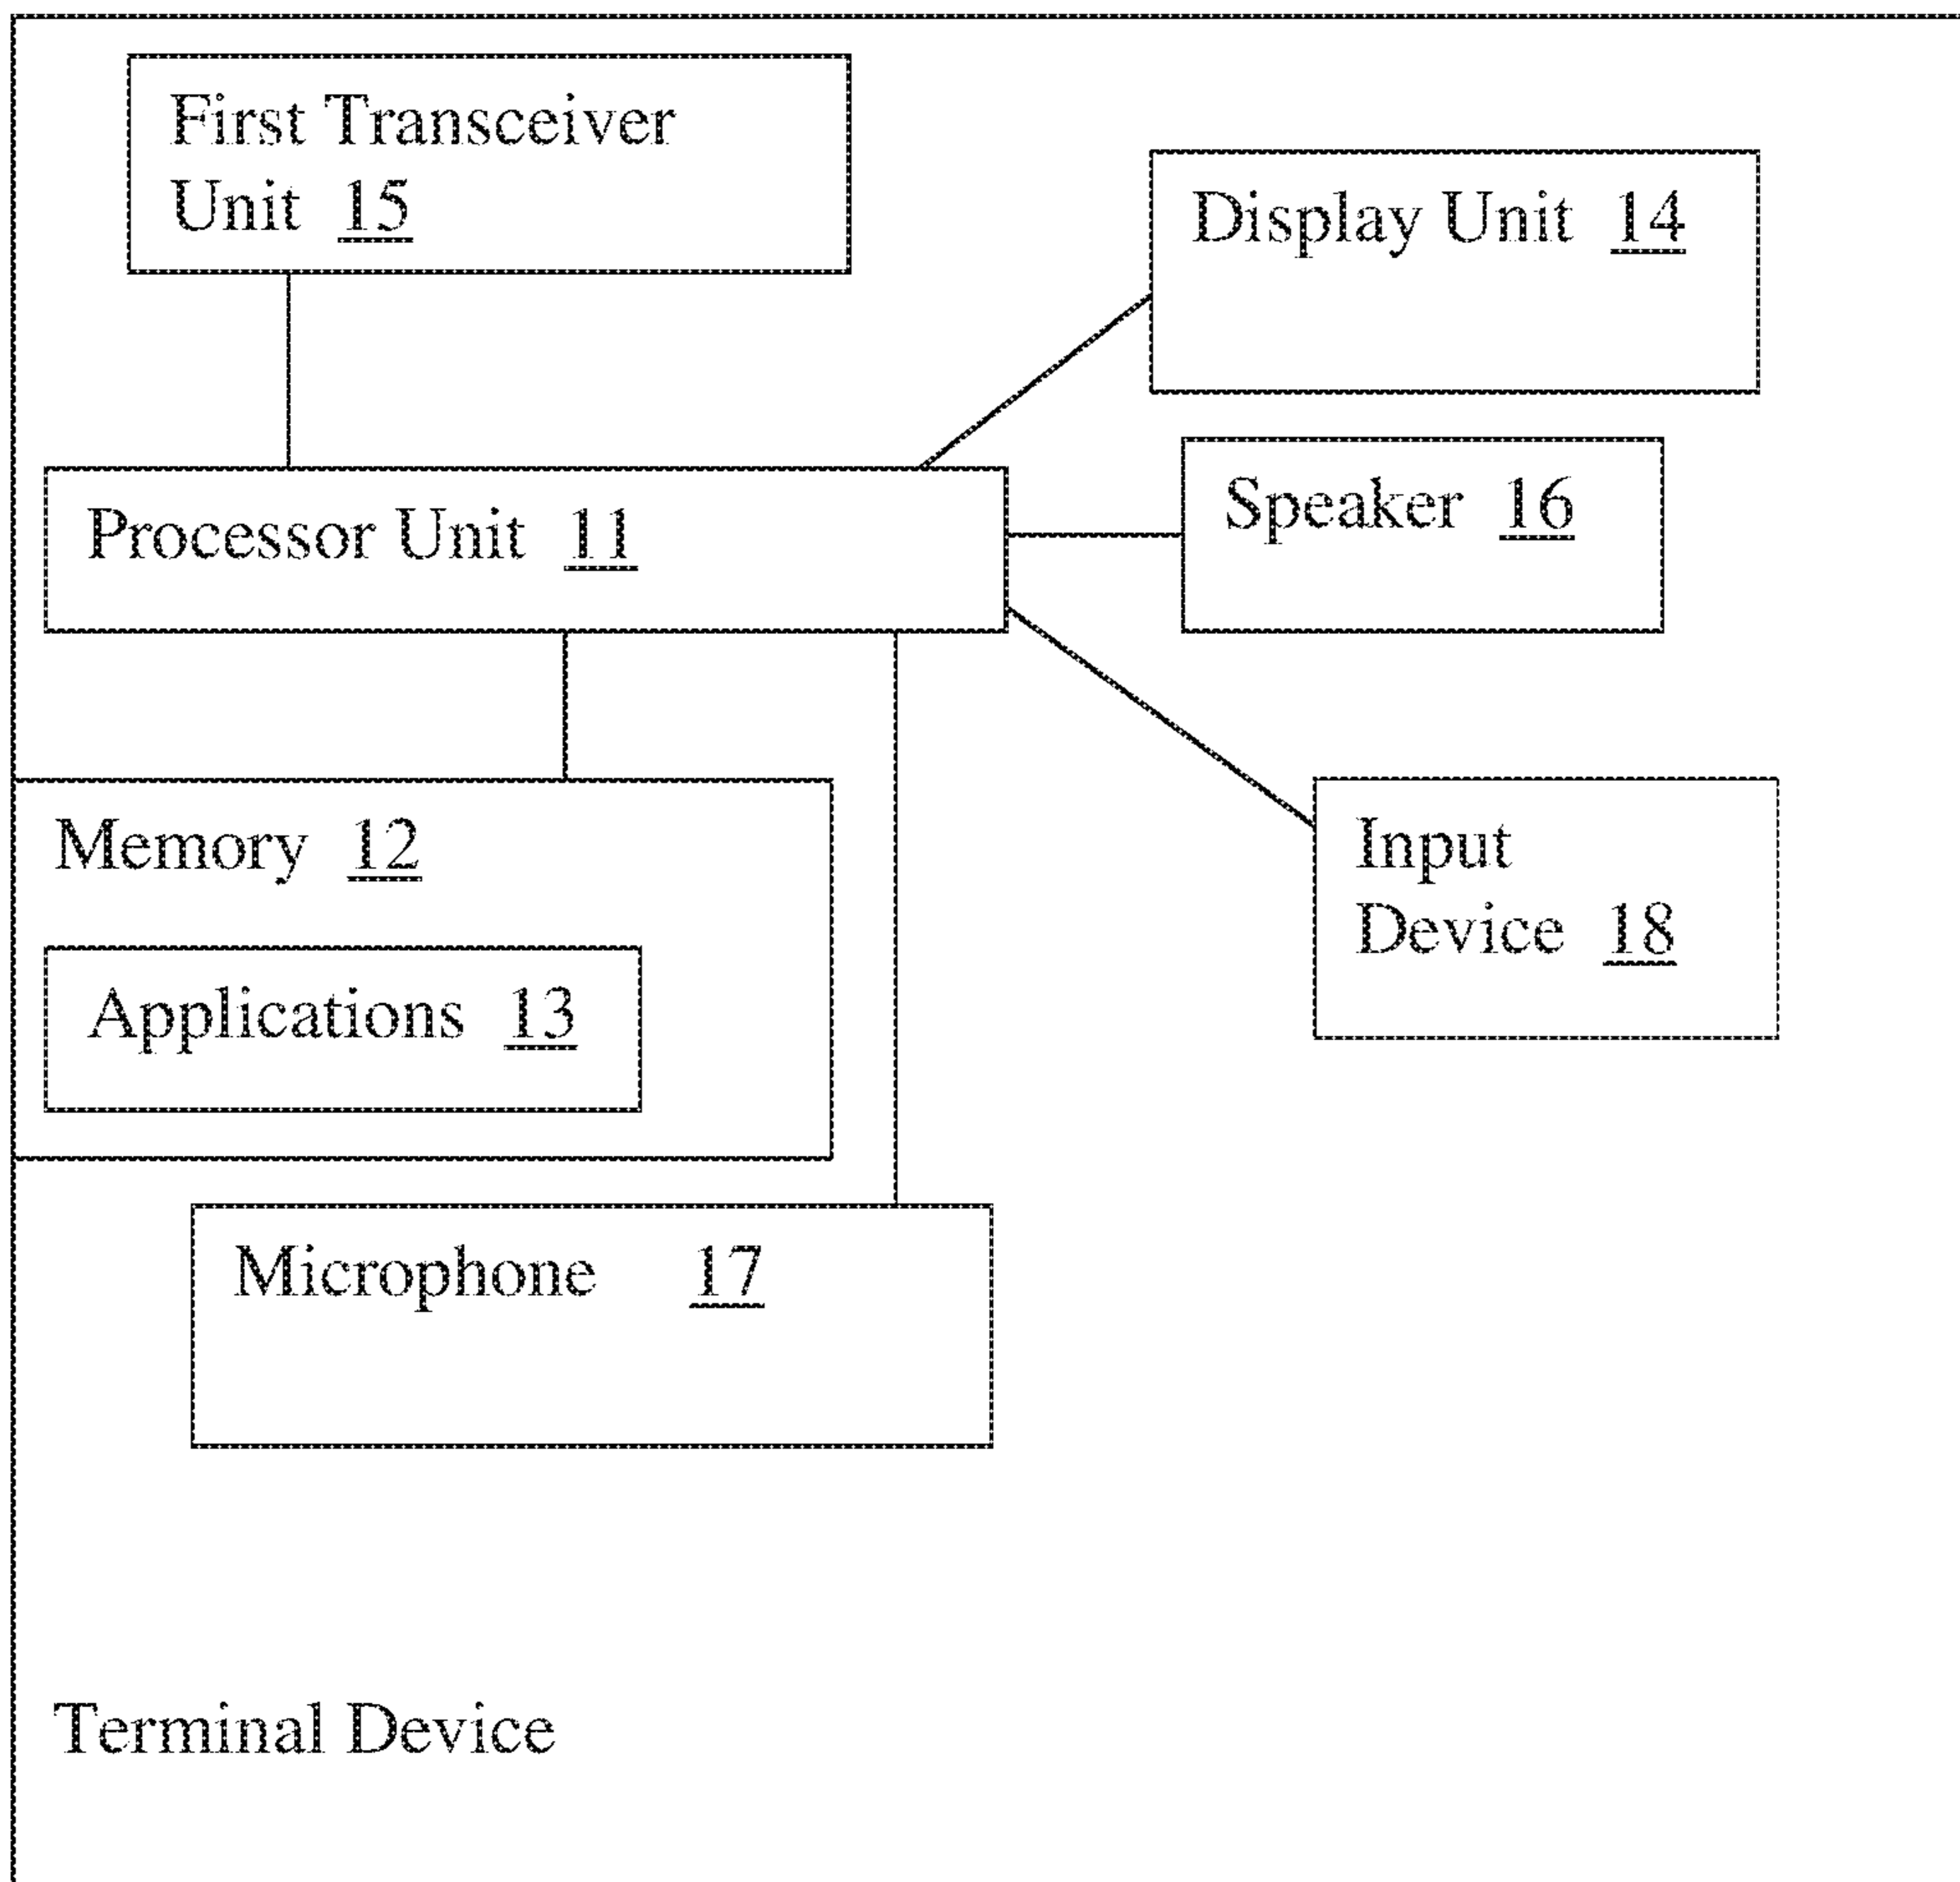 First Transceiver
Unit 15
Display Unit 14
Processor Unit 11
Speaker 16
Memory 12
Input
Device 18
Applications 13
Microphone 17
Terminal Device